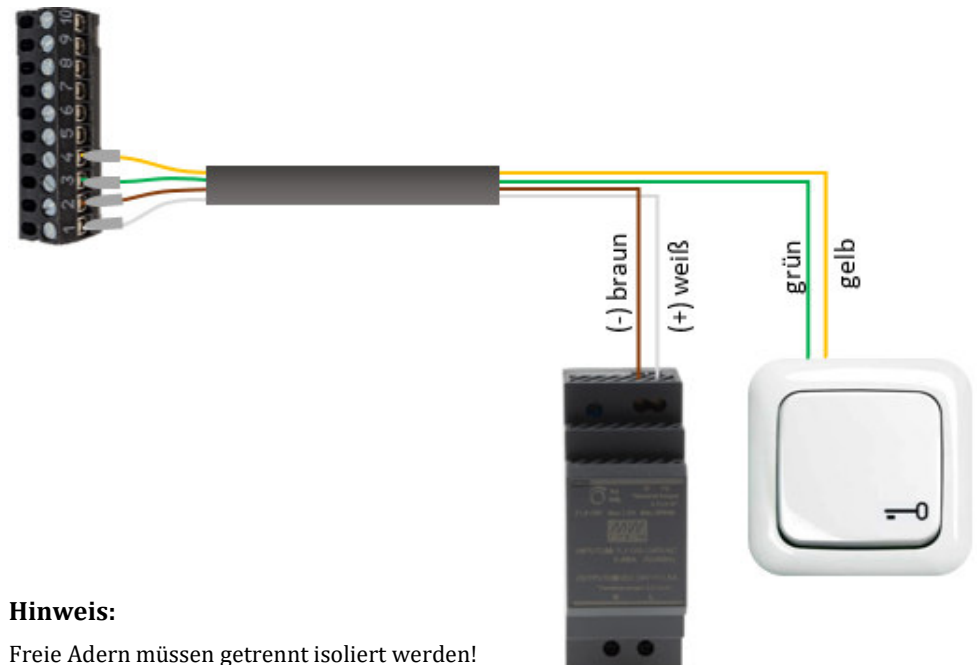 10
9
8
7
6
5
4
3
2
1
(-) braun
(+) weiß
grün
gelb
Hinweis:
Freie Adern müssen getrennt isoliert werden!